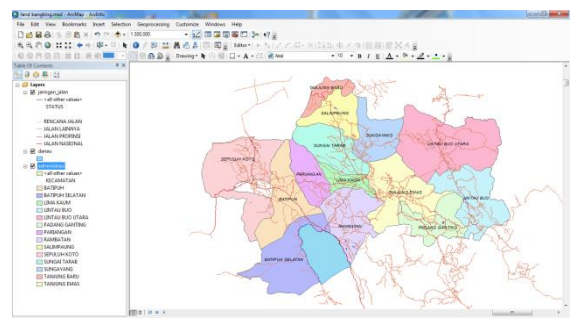 land bangking.mxd - ArcMap - ArcInfo
File Edit View Bookmarks Insert Selection Geoprocessing Customize Windows Help
1:300.000
Editor
Drawing
Arial
10
B I U A
Table Of Contents
Layers
jaringan_jalan
<all other values>
STATUS
RENCANA JALAN
JALAN LAINNYA
JALAN PROPINSI
JALAN NASIONAL
danau
<all other values>
KECAMATAN
BATIPUH
BATIPUH SELATAN
LIMA KAUM
LINTAU BUO
LINTAU BUO UTARA
PADANG GANTING
PARIANGAN
RAMBATAN
SALIMPAUNG
SEPULUH KOTO
SUNGAI TARAB
SUNGAYANG
TANJUNG BARU
TANJUNG EMAS
TANJUNG BARU
SALIMPAUNG
SUNGAYANG
SUNGAI TARAB
LINTAU BUO UTARA
SEPULUH KOTO
PARIANGAN
LIMA KAUM
TANJUNG EMAS
LINTAU BUO
BATIPUH
RAMBATAN
PADANG GANTING
BATIPUH SELATAN